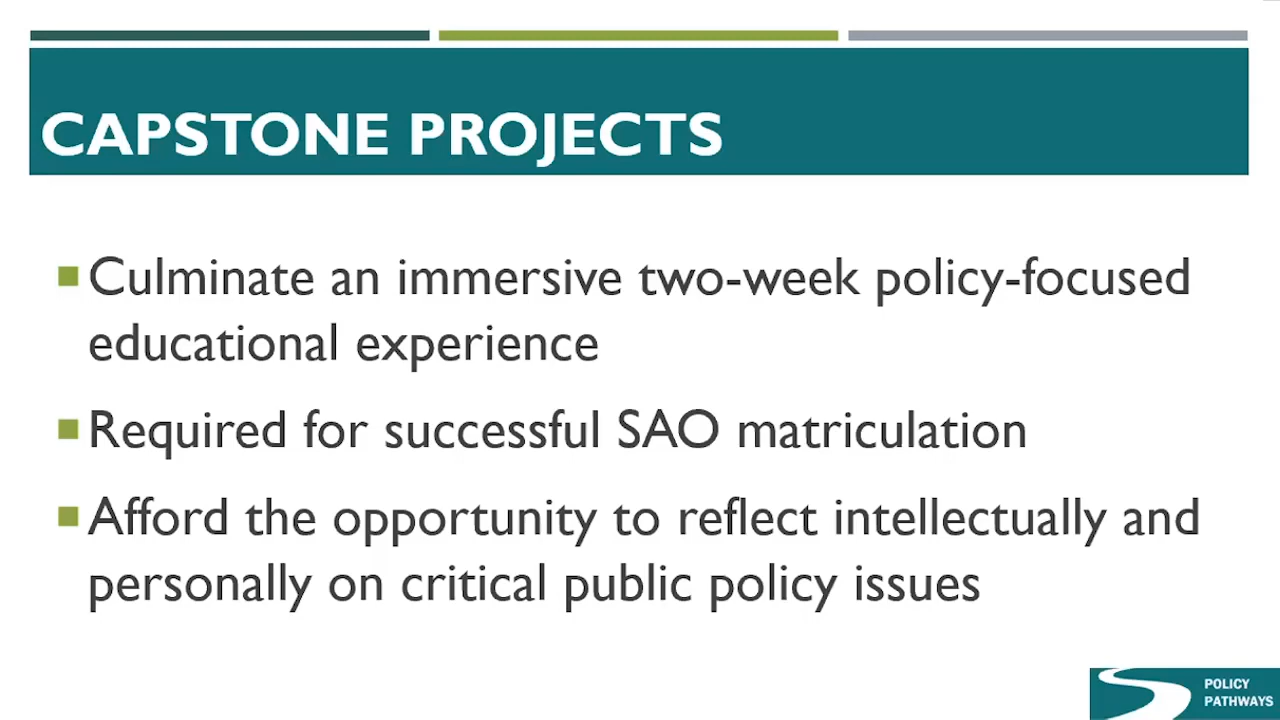 CAPSTONE PROJECTS
Culminate an immersive two-week policy-focused
educational experience
Required for successful SAO matriculation
Afford the opportunity to reflect intellectually and
personally on critical public policy issues
POLICY
PATHWAYS